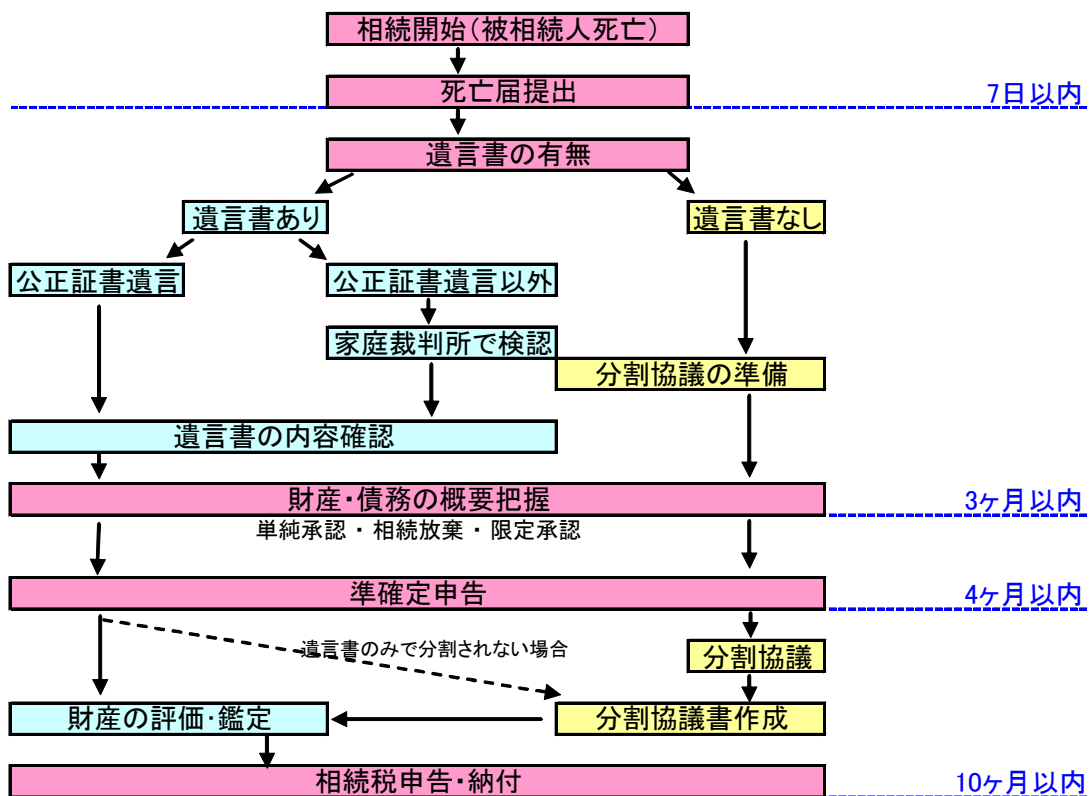 相続開始（被相続人死亡）
死亡届提出
7日以内
遺言書の有無
遺言書あり
遺言書なし
公正証書遺言
公正証書遺言以外
家庭裁判所で検認
分割協議の準備
遺言書の内容確認
財産・債務の概要把握
3ヶ月以内
単純承認 ・ 相続放棄 ・ 限定承認
準確定申告
4ヶ月以内
遺言書のみで分割されない場合
分割協議
財産の評価・鑑定
分割協議書作成
相続税申告・納付
10ヶ月以内